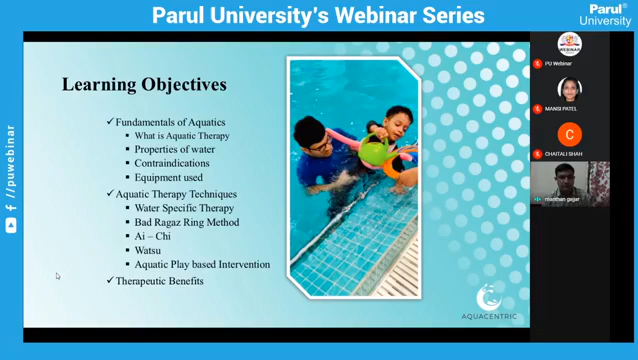 Parul University's Webinar Series
Parul®
University
/puwebinar
Learning Objectives
✓Fundamentals of Aquatics
▪ What is Aquatic Therapy
▪ Properties of water
▪ Contraindications
▪ Equipment used
✓Aquatic Therapy Techniques
▪ Water Specific Therapy
▪ Bad Ragaz Ring Method
▪ Ai – Chi
▪ Watsu
▪ Aquatic Play based Intervention
✓Therapeutic Benefits
AQUACENTRIC
WEBINAR
PU Webinar
MANSI PATEL
C
CHAITALI SHAH
manthan gajjar